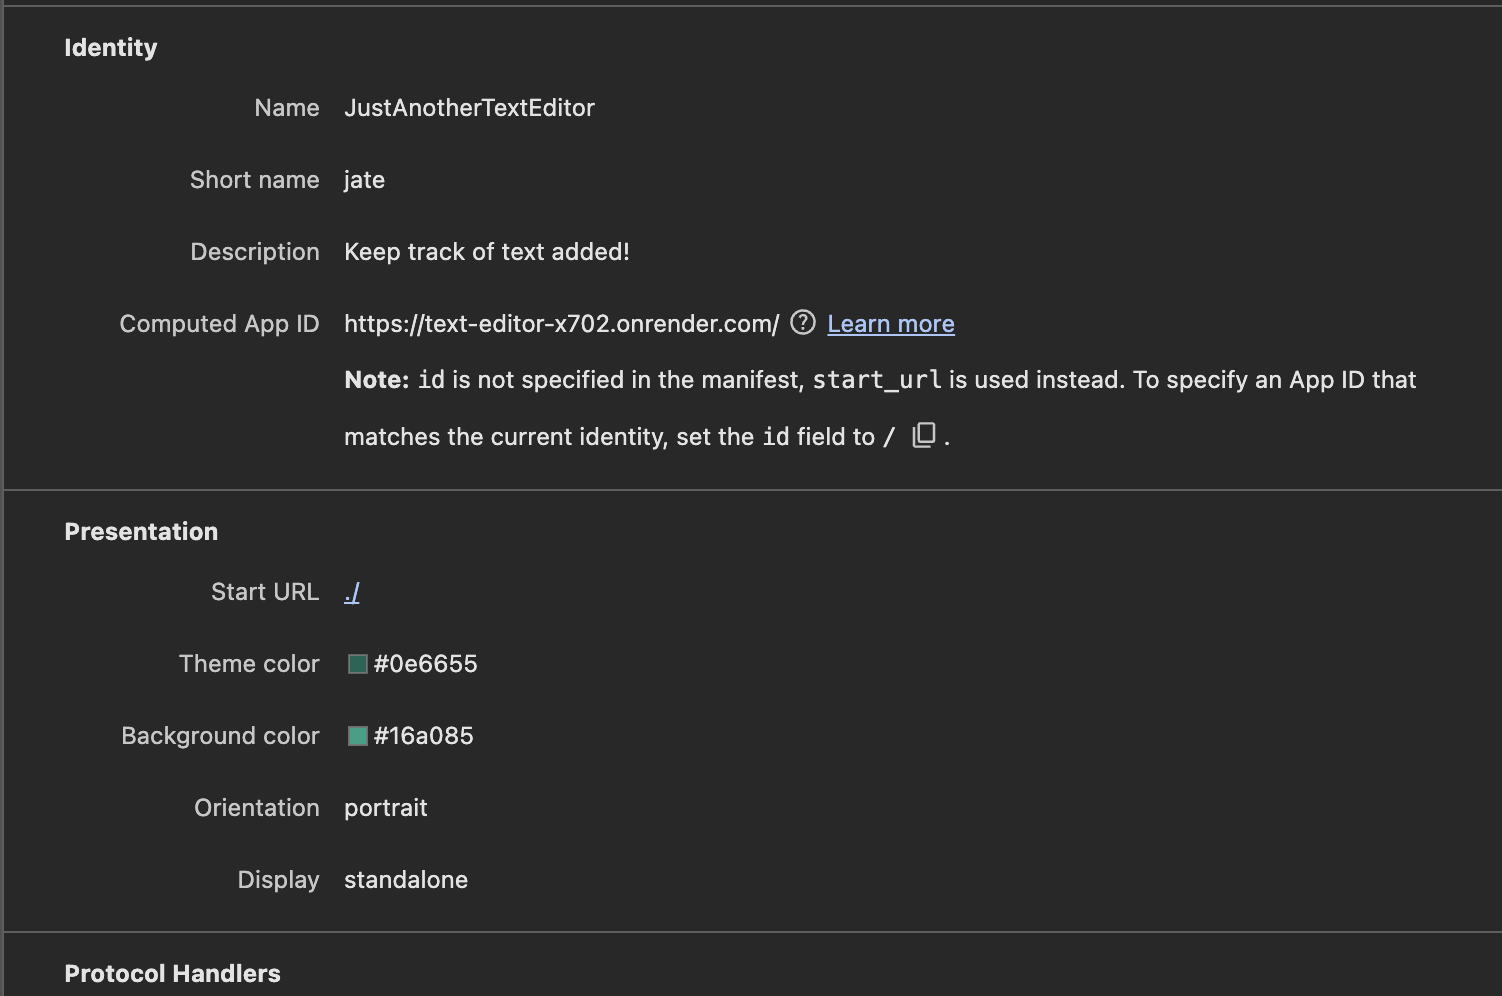 Identity
Name JustAnotherTextEditor
Short name jate
Description Keep track of text added!
Computed App ID https://text-editor-x702.onrender.com/ ? Learn more
Note: id is not specified in the manifest, start_url is used instead. To specify an App ID that
matches the current identity, set the id field to / .
Presentation
Start URL ./
Theme color #0e6655
Background color #16a085
Orientation portrait
Display standalone
Protocol Handlers